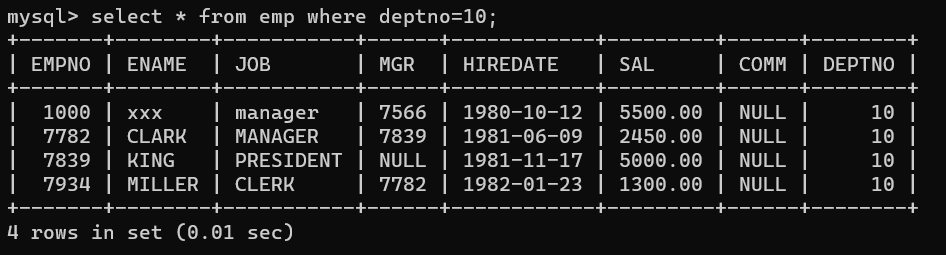 mysql> select * from emp where deptno=10;
+-------+--------+-----------+------+------------+---------+------+--------+
| EMPNO | ENAME  | JOB       | MGR  | HIREDATE   | SAL     | COMM | DEPTNO |
+-------+--------+-----------+------+------------+---------+------+--------+
|  1000 | xxx    | manager   | 7566 | 1980-10-12 | 5500.00 | NULL |     10 |
|  7782 | CLARK  | MANAGER   | 7839 | 1981-06-09 | 2450.00 | NULL |     10 |
|  7839 | KING   | PRESIDENT | NULL | 1981-11-17 | 5000.00 | NULL |     10 |
|  7934 | MILLER | CLERK     | 7782 | 1982-01-23 | 1300.00 | NULL |     10 |
+-------+--------+-----------+------+------------+---------+------+--------+
4 rows in set (0.01 sec)